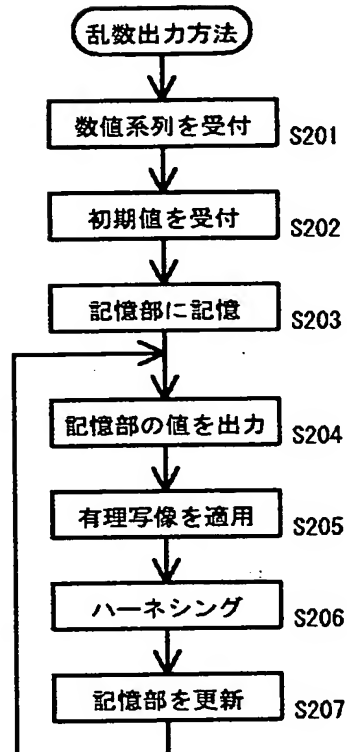 乱数出力方法
数値系列を受付 S201
初期値を受付 S202
記憶部に記憶 S203
記憶部の値を出力 S204
有理写像を適用 S205
ハーネシング S206
記憶部を更新 S207